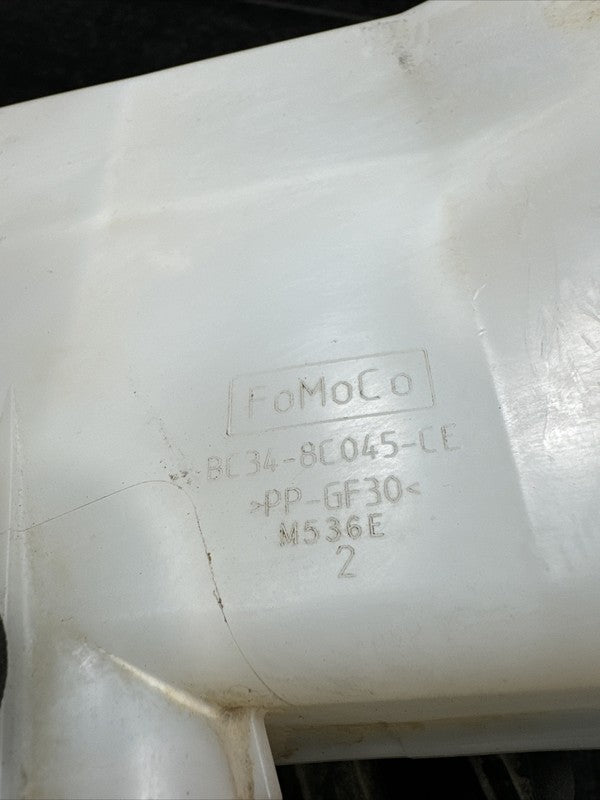 FoMoCo
BC34-8C045-CE
>PP-GF30<
M536E
2